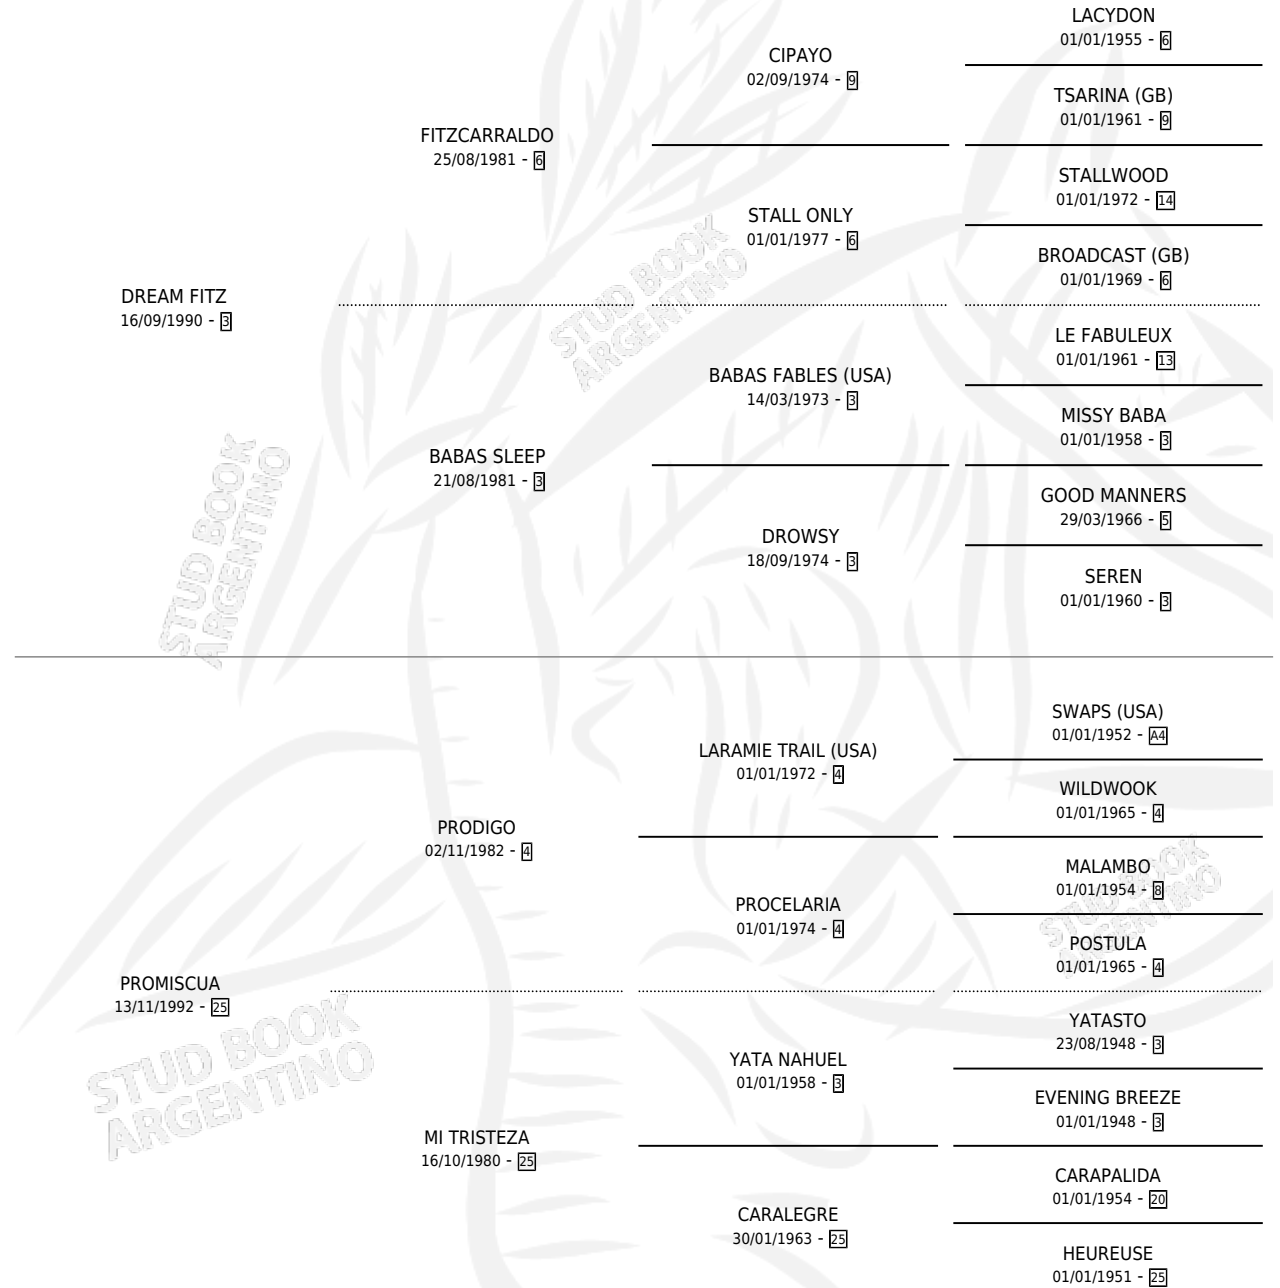 LACYDON
01/01/1955 - 6
CIPAYO
02/09/1974 - 9
TSARINA (GB)
01/01/1961 - 9
FITZCARRALDO
25/08/1981 - 6
STALLWOOD
01/01/1972 - 14
STALL ONLY
01/01/1977 - 6
BROADCAST (GB)
01/01/1969 - 6
DREAM FITZ
16/09/1990 - 3
STUD BOOK
ARGENTINO
LE FABULEUX
01/01/1961 - 13
BABAS FABLES (USA)
14/03/1973 - 3
MISSY BABA
01/01/1958 - 3
BABAS SLEEP
21/08/1981 - 3
GOOD MANNERS
29/03/1966 - 5
DROWSY
18/09/1974 - 3
SEREN
01/01/1960 - 3
STUD BOOK
ARGENTINO
SWAPS (USA)
01/01/1952 - A4
LARAMIE TRAIL (USA)
01/01/1972 - 4
WILDWOOK
01/01/1965 - 4
PRODIGO
02/11/1982 - 4
MALAMBO
01/01/1954 - 8
PROCELARIA
01/01/1974 - 4
POSTULA
01/01/1965 - 4
STUD BOOK
ARGENTINO
PROMISCUA
13/11/1992 - 25
YATASTO
23/08/1948 - 3
YATA NAHUEL
01/01/1958 - 3
EVENING BREEZE
01/01/1948 - 3
STUD BOOK
ARGENTINO
MI TRISTEZA
16/10/1980 - 25
CARAPALIDA
01/01/1954 - 20
CARALEGRE
30/01/1963 - 25
HEUREUSE
01/01/1951 - 25